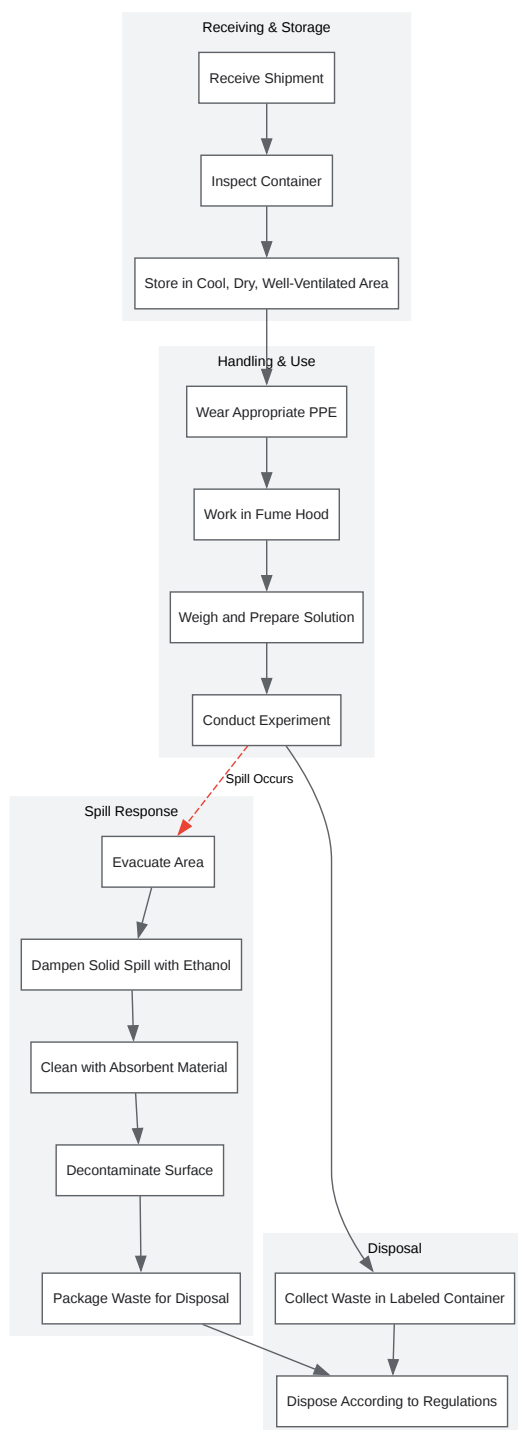 Receiving & Storage
Receive Shipment
Inspect Container
Store in Cool, Dry, Well-Ventilated Area
Handling & Use
Wear Appropriate PPE
Work in Fume Hood
Weigh and Prepare Solution
Conduct Experiment
Spill Occurs
Spill Response
Evacuate Area
Dampen Solid Spill with Ethanol
Clean with Absorbent Material
Decontaminate Surface
Package Waste for Disposal
Disposal
Collect Waste in Labeled Container
Dispose According to Regulations